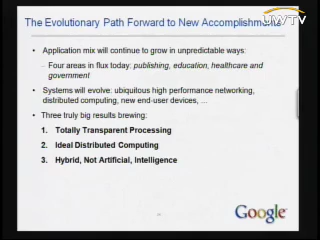 UWTV
The Evolutionary Path Forward to New Accomplishments
• Application mix will continue to grow in unpredictable ways:
– Four areas in flux today: publishing, education, healthcare and
government
• Systems will evolve: ubiquitous high performance networking,
distributed computing, new end-user devices, ...
• Three truly big results brewing:
1. Totally Transparent Processing
2. Ideal Distributed Computing
3. Hybrid, Not Artificial, Intelligence
Google